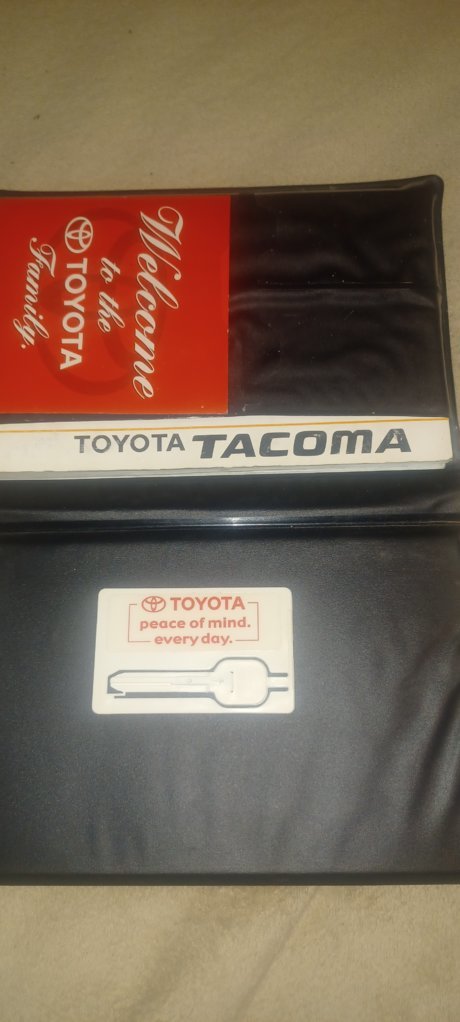 Welcome
to the
TOYOTA
Family.
TOYOTA TACOMA
TOYOTA
peace of mind.
every day.